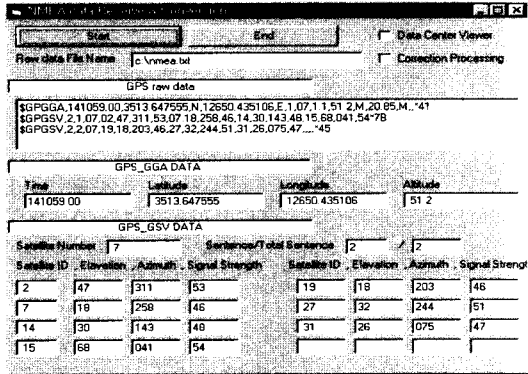 Start End Data Center Viewer
Raw data File Name c:\nmea.txt Correction Processing
GPS raw data
$GPGGA,141059.00,3513.647555,N,12650.435106,E,1,07,1.1,51.2,M,20.85,M,,*41
$GPGSV,2,1,07,02,47,311,53,07,18,258,46,14,30,143,48,15,68,041,54*7B
$GPGSV,2,2,07,19,18,203,46,27,32,244,51,31,26,075,47,,,,*45
GPS_GGA DATA
Time Latitude Longitude Altitude
141059.00 3513.647555 12650.435106 51.2
GPS_GSV DATA
Satellite Number 7 Sentence/Total Sentence 2 / 2
Satellite ID , Elevation , Azimuth , Signal Strength Satellite ID , Elevation , Azimuth , Signal Strengt
2 47 311 53 19 18 203 46
7 18 258 46 27 32 244 51
14 30 143 48 31 26 075 47
15 68 041 54